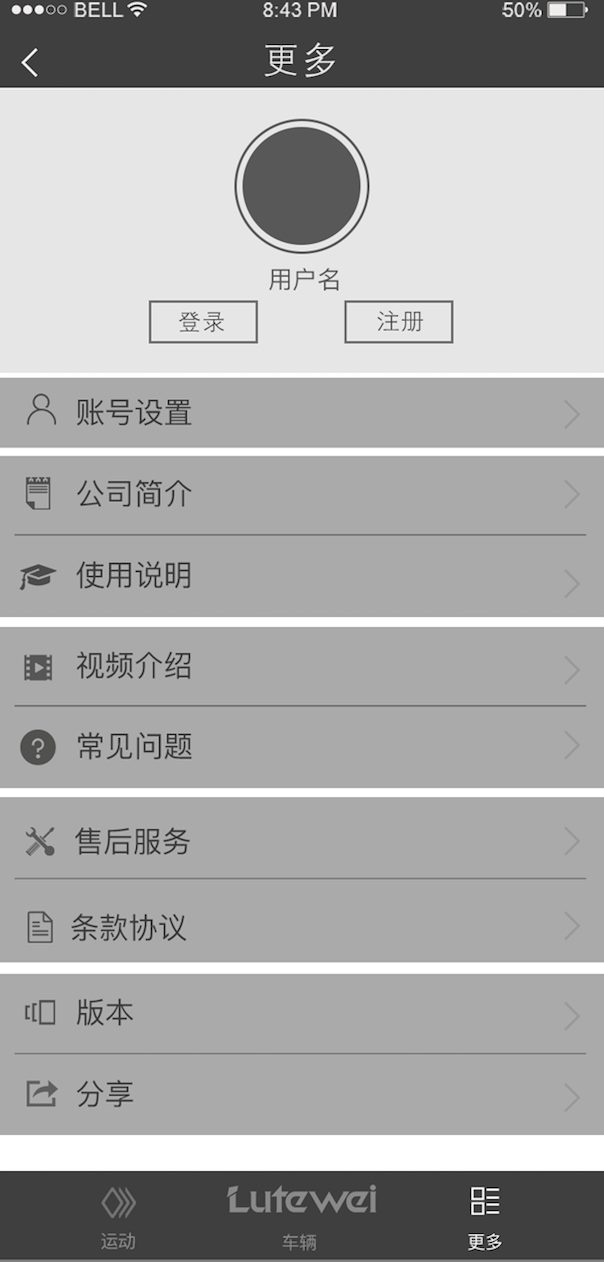 BELL 8:43 PM 50%
更多
用户名
登录 注册
账号设置
公司简介
使用说明
视频介绍
常见问题
售后服务
条款协议
版本
分享
Lutewei
运动 车辆 更多